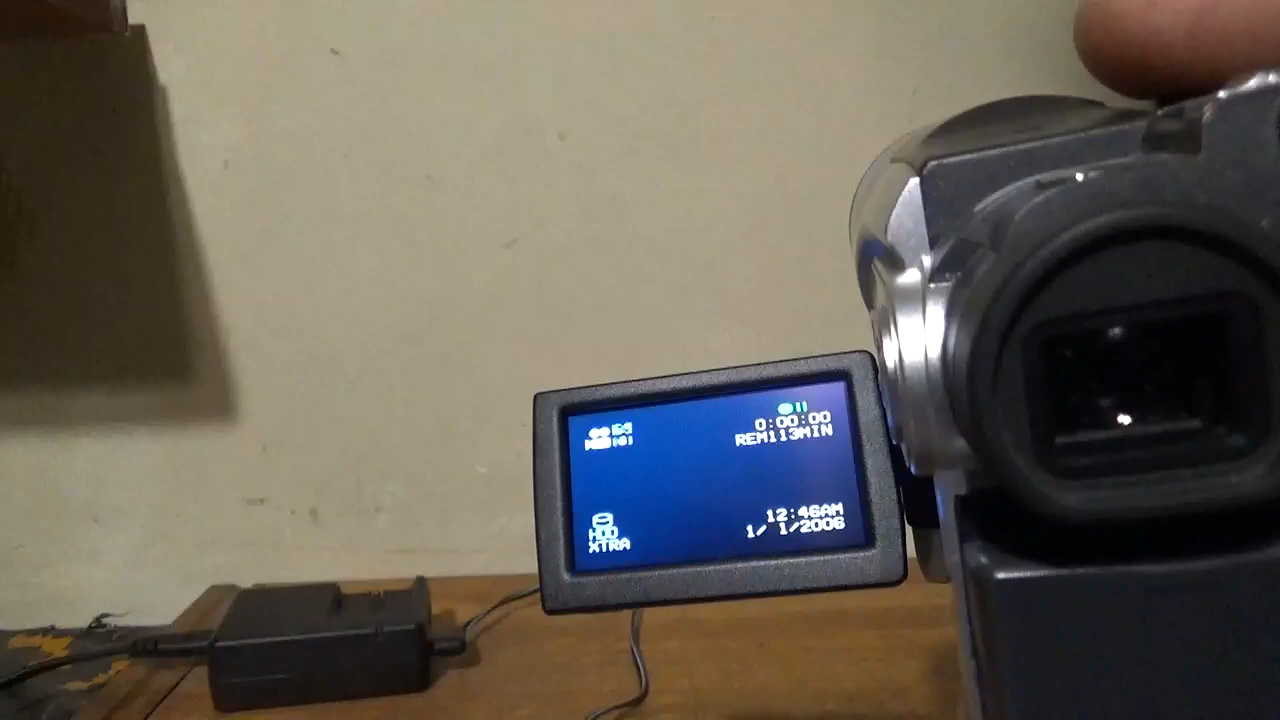 0:00:00
REM113MIN
HDD
XTRA
12:46AM
1/ 1/2006